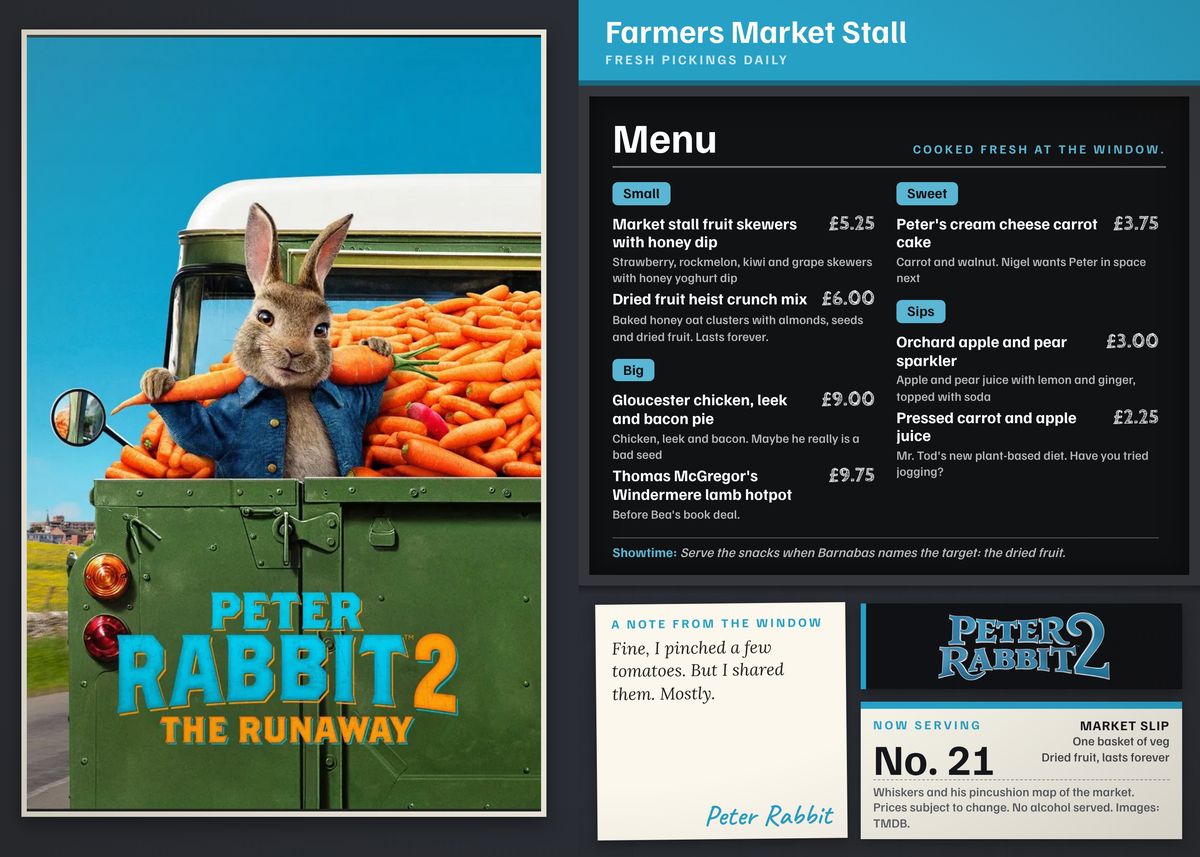 PETER
RABBIT 2
™
THE RUNAWAY
Farmers Market Stall
FRESH PICKINGS DAILY
Menu
COOKED FRESH AT THE WINDOW.
Small
Market stall fruit skewers
with honey dip
£5.25
Strawberry, rockmelon, kiwi and grape skewers
with honey yoghurt dip
Dried fruit heist crunch mix
£6.00
Baked honey oat clusters with almonds, seeds
and dried fruit. Lasts forever.
Big
Gloucester chicken, leek
and bacon pie
£9.00
Chicken, leek and bacon. Maybe he really is a
bad seed
Thomas McGregor's
Windermere lamb hotpot
£9.75
Before Bea's book deal.
Sweet
Peter's cream cheese carrot
cake
£3.75
Carrot and walnut. Nigel wants Peter in space
next
Sips
Orchard apple and pear
sparkler
£3.00
Apple and pear juice with lemon and ginger,
topped with soda
Pressed carrot and apple
juice
£2.25
Mr. Tod's new plant-based diet. Have you tried
jogging?
Showtime: Serve the snacks when Barnabas names the target: the dried fruit.
A NOTE FROM THE WINDOW
Fine, I pinched a few
tomatoes. But I shared
them. Mostly.
Peter Rabbit
PETER
RABBIT 2
NOW SERVING
No. 21
MARKET SLIP
One basket of veg
Dried fruit, lasts forever
Whiskers and his pincushion map of the market.
Prices subject to change. No alcohol served. Images:
TMDB.